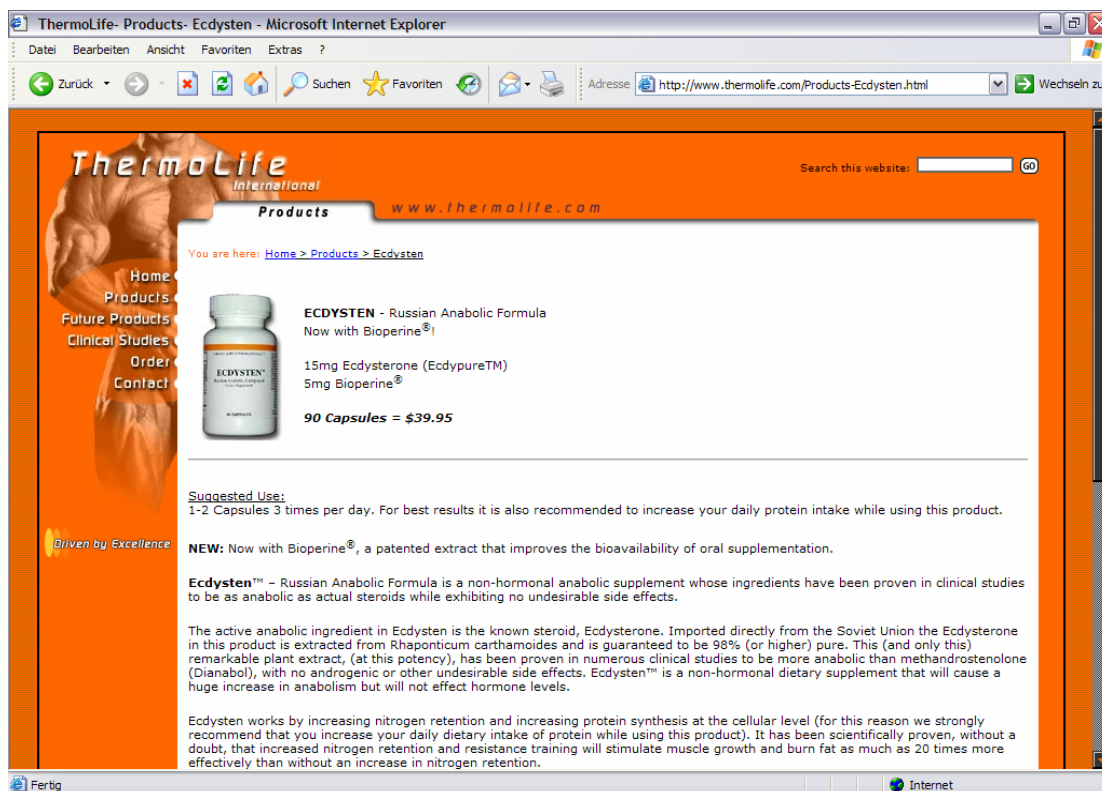 ThermoLife- Products- Ecdysten - Microsoft Internet Explorer
Datei Bearbeiten Ansicht Favoriten Extras ?
Zurück Suchen Favoriten Adresse http://www.thermolife.com/Products-Ecdysten.html Wechseln zu
ThermoLife
International
Search this website: GO
Products www.thermolife.com
You are here: Home > Products > Ecdysten
Home
Products
Future Products
Clinical Studies
Order
Contact
Driven by Excellence
ECDYSTEN™
Dietary Supplement
90 CAPSULES
ECDYSTEN - Russian Anabolic Formula
Now with Bioperine®!
15mg Ecdysterone (EcdypureTM)
5mg Bioperine®
90 Capsules = $39.95
Suggested Use:
1-2 Capsules 3 times per day. For best results it is also recommended to increase your daily protein intake while using this product.
NEW: Now with Bioperine®, a patented extract that improves the bioavailability of oral supplementation.
Ecdysten™ – Russian Anabolic Formula is a non-hormonal anabolic supplement whose ingredients have been proven in clinical studies
to be as anabolic as actual steroids while exhibiting no undesirable side effects.
The active anabolic ingredient in Ecdysten is the known steroid, Ecdysterone. Imported directly from the Soviet Union the Ecdysterone
in this product is extracted from Rhaponticum carthamoides and is guaranteed to be 98% (or higher) pure. This (and only this)
remarkable plant extract, (at this potency), has been proven in numerous clinical studies to be more anabolic than methandrostenolone
(Dianabol), with no androgenic or other undesirable side effects. Ecdysten™ is a non-hormonal dietary supplement that will cause a
huge increase in anabolism but will not effect hormone levels.
Ecdysten works by increasing nitrogen retention and increasing protein synthesis at the cellular level (for this reason we strongly
recommend that you increase your daily dietary intake of protein while using this product). It has been scientifically proven, without a
doubt, that increased nitrogen retention and resistance training will stimulate muscle growth and burn fat as much as 20 times more
effectively than without an increase in nitrogen retention.
Fertig Internet